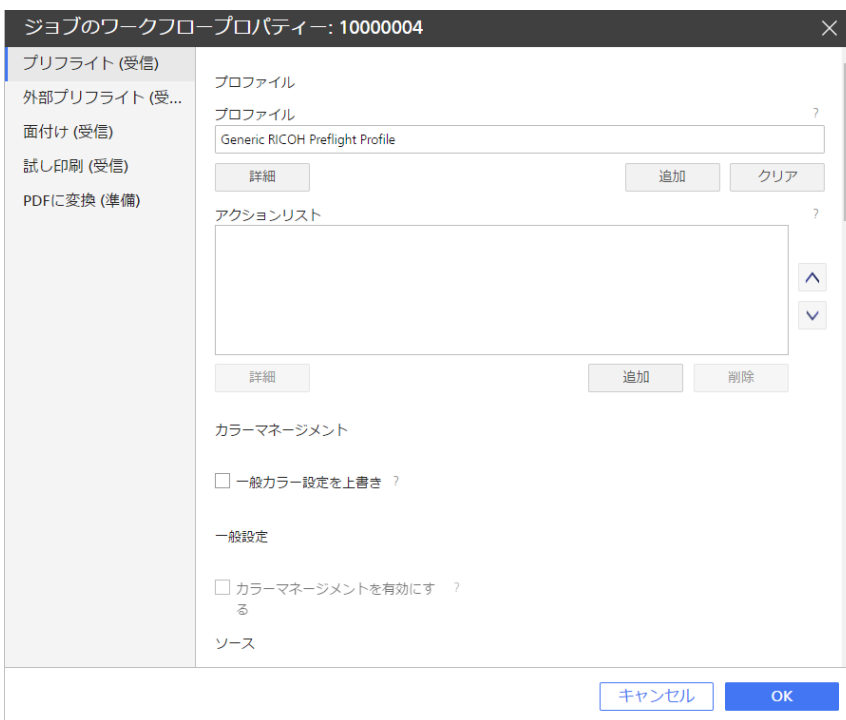 ジョブのワークフロープロパティー: 10000004
プリフライト (受信)
外部プリフライト (受...
面付け (受信)
試し印刷 (受信)
PDFに変換 (準備)
プロファイル
プロファイル ?
Generic RICOH Preflight Profile
詳細 追加 クリア
アクションリスト ?
詳細 追加 削除
カラーマネージメント
一般カラー設定を上書き ?
一般設定
カラーマネージメントを有効にす ?
る
ソース
キャンセル OK